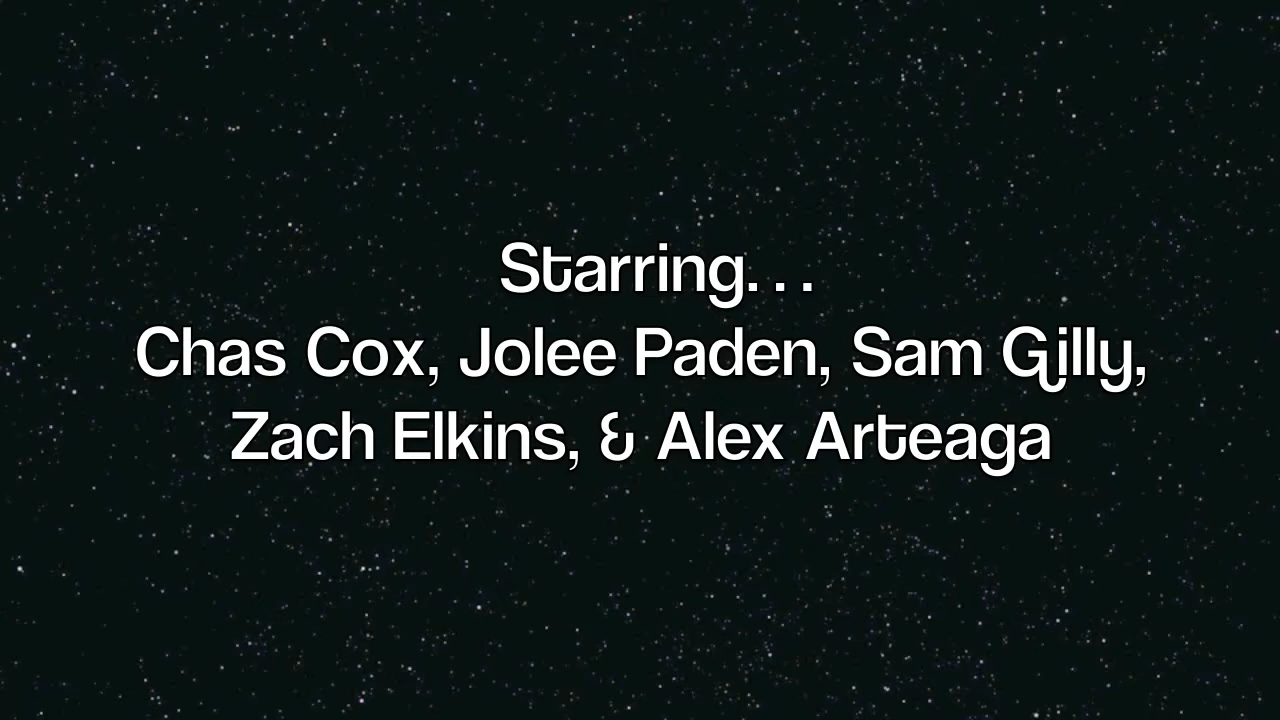 Starring...
Chas Cox, Jolee Paden, Sam Gilly,
Zach Elkins, & Alex Arteaga